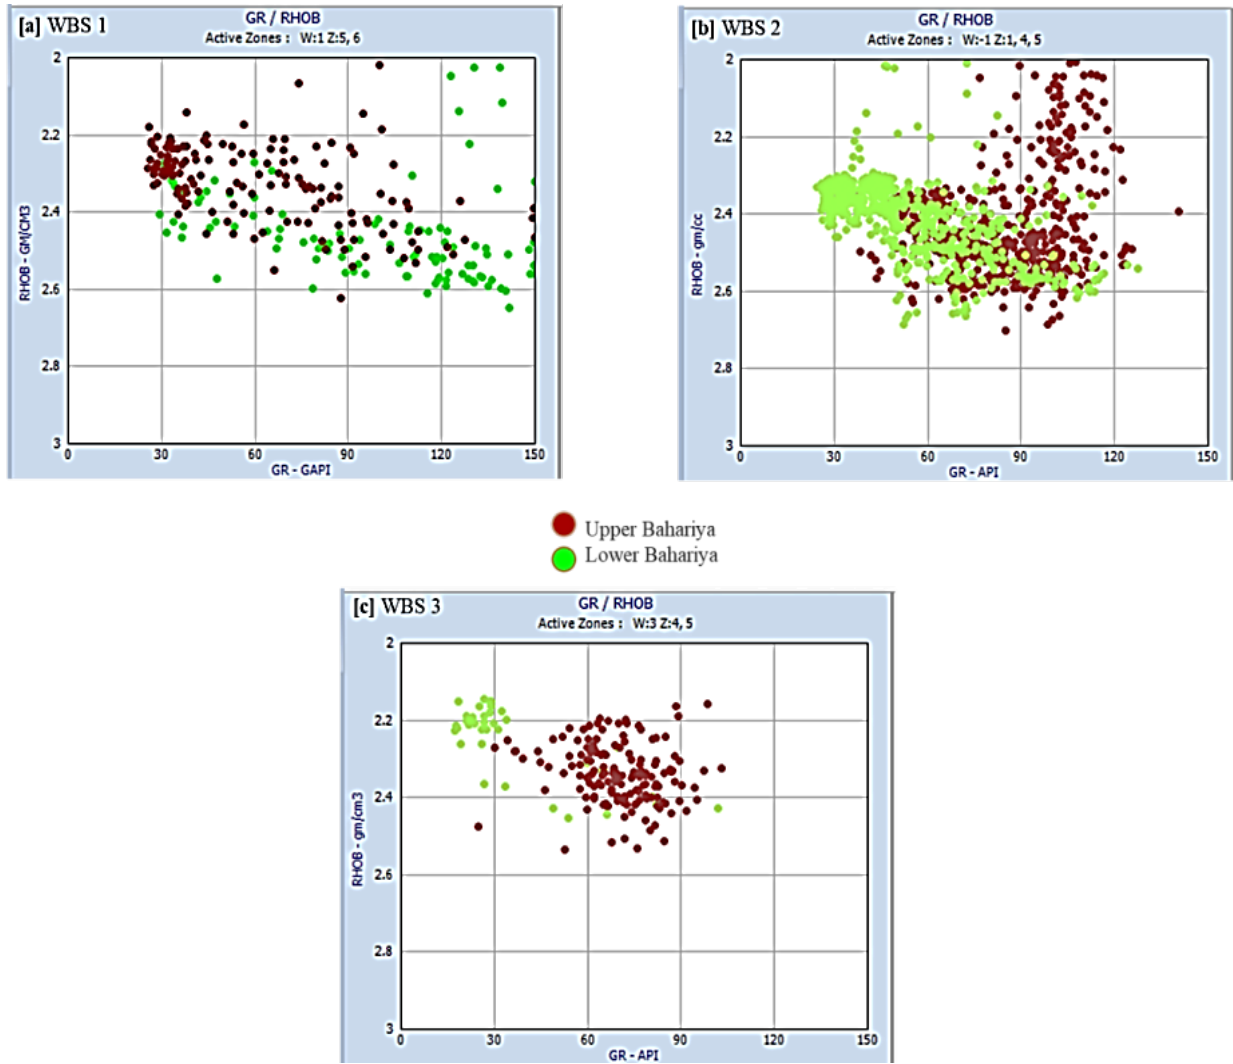 [a] WBS 1
GR / RHOB
Active Zones : W:1 Z:5, 6
2
2.2
2.4
2.6
2.8
3
RHOB - GM/CM3
0 30 60 90 120 150
GR - GAPI
[b] WBS 2
GR / RHOB
Active Zones : W:-1 Z:1, 4, 5
2
2.2
2.4
2.6
2.8
3
RHOB - gm/cc
0 30 60 90 120 150
GR - API
Upper Bahariya
Lower Bahariya
[c] WBS 3
GR / RHOB
Active Zones : W:3 Z:4, 5
2
2.2
2.4
2.6
2.8
3
RHOB - gm/cm3
0 30 60 90 120 150
GR - API